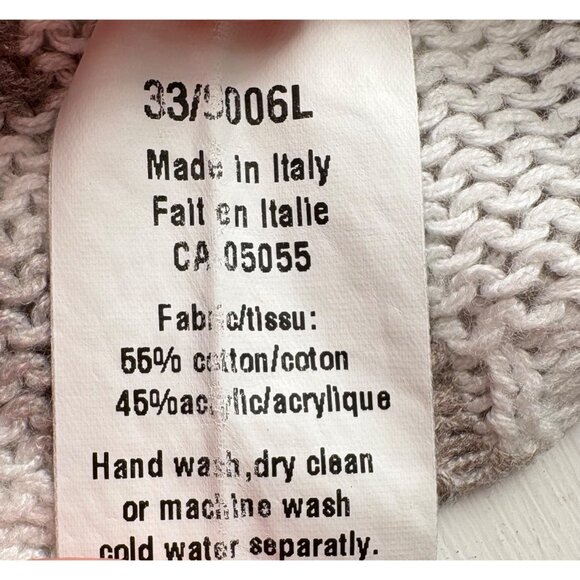 33/9006L
Made in Italy
Fait en Italie
CA 05055
Fabric/tissu:
55% cotton/coton
45%acrylic/acrylique
Hand wash,dry clean
or machine wash
cold water separatly.